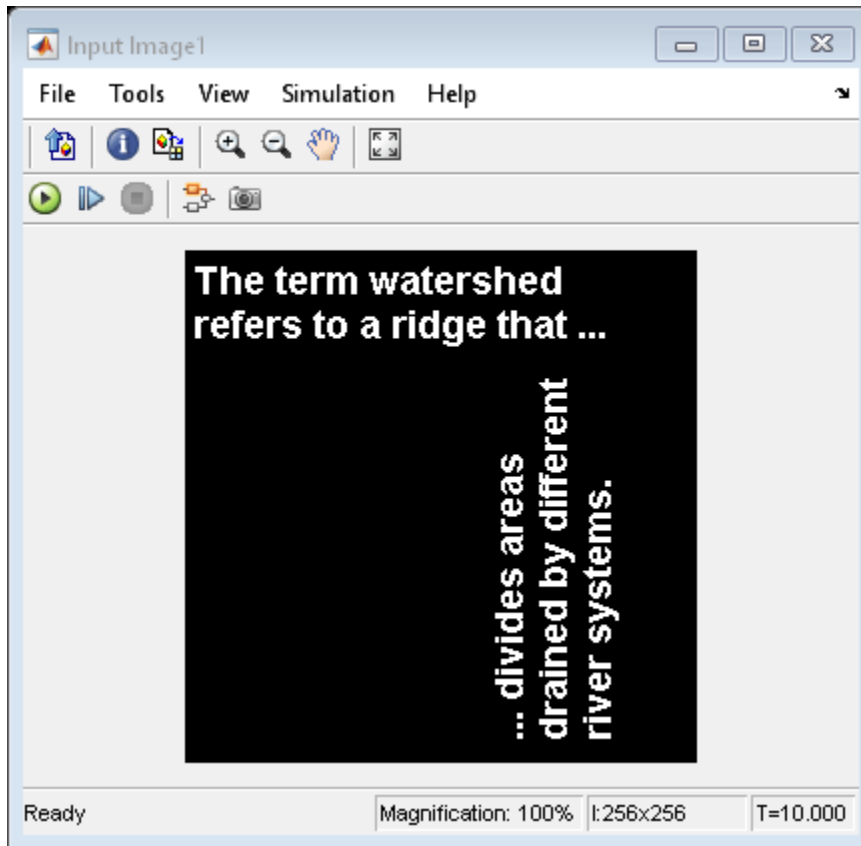 Input Image1
File Tools View Simulation Help
The term watershed
refers to a ridge that ...
... divides areas
drained by different
river systems.
Ready
Magnification: 100%
I:256x256
T=10.000